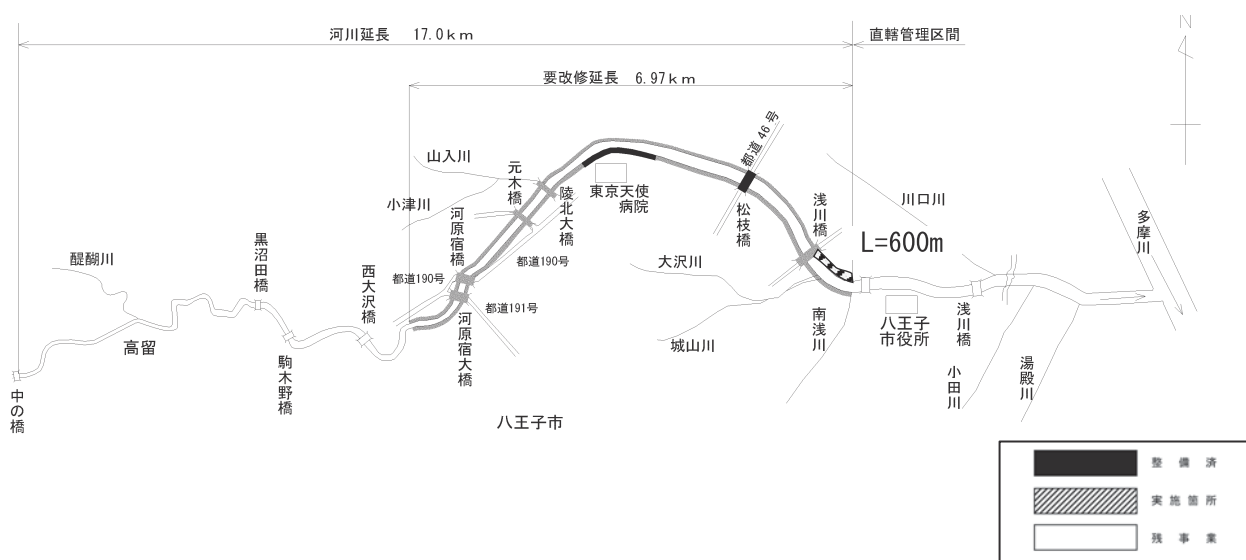 河川延長　17.0km
直轄管理区間
N
要改修延長　6.97km
都道46号
山入川
元木橋
東京天使
病院
陵北大橋
小津川
河原宿橋
松枝橋
浅川橋
川口川
多摩川
L=600m
黒沼田橋
醍醐川
西大沢橋
都道190号
都道190号
大沢川
都道191号
高留
駒木野橋
河原宿大橋
城山川
南浅川
八王子
市役所
浅川橋
中の橋
小田川
湯殿川
八王子市
整備済
実施箇所
残事業